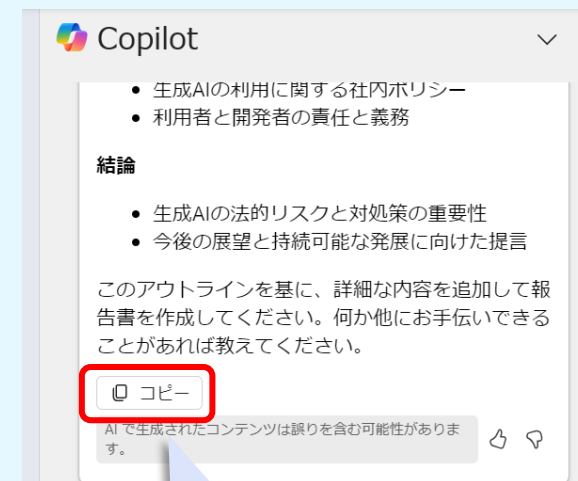 Copilot
生成AIの利用に関する社内ポリシー
利用者と開発者の責任と義務
結論
生成AIの法的リスクと対処策の重要性
今後の展望と持続可能な発展に向けた提言
このアウトラインを基に、詳細な内容を追加して報
告書を作成してください。何か他にお手伝いできる
ことがあれば教えてください。
コピー
AI で生成されたコンテンツは誤りを含む可能性がありま
す。